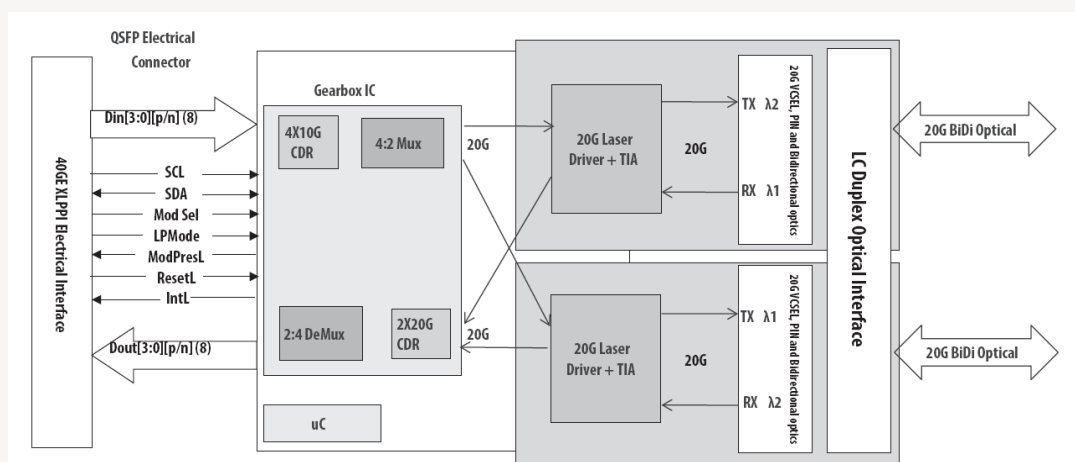 QSFP Electrical
Connector
40GE XLPPI Electrical Interface
Din[3:0][p/n] (8)
SCL
SDA
Mod Sel
LPMode
ModPresL
ResetL
IntL
Dout[3:0][p/n] (8)
Gearbox IC
4X10G
CDR
4:2 Mux
2:4 DeMux
2X20G
CDR
uC
20G
20G
20G Laser
Driver + TIA
20G
TX λ2
RX λ1
20G VCSEL, PIN and Bidirectional optics
20G Laser
Driver + TIA
20G
TX λ1
RX λ2
20G VCSEL, PIN and Bidirectional optics
LC Duplex Optical Interface
20G BiDi Optical
20G BiDi Optical